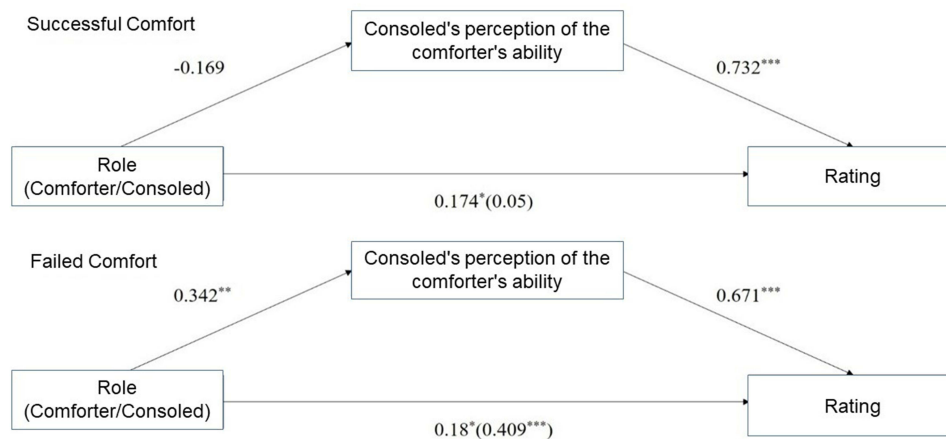 Successful Comfort
Consoled's perception of the
comforter's ability
-0.169
0.732***
Role
(Comforter/Consoled)
Rating
0.174*(0.05)
Failed Comfort
Consoled's perception of the
comforter's ability
0.342**
0.671***
Role
(Comforter/Consoled)
Rating
0.18*(0.409***)